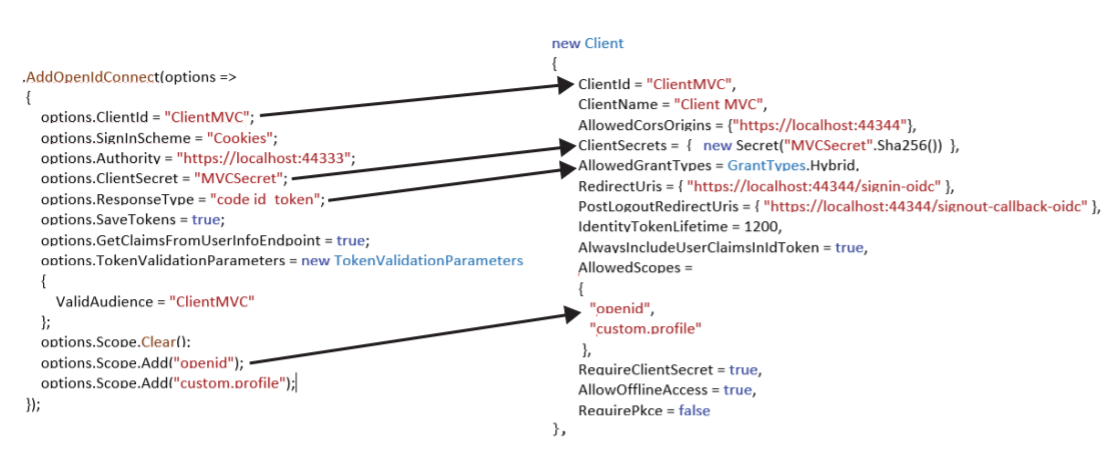 .AddOpenIdConnect(options =>
{
options.ClientId = "ClientMVC";
options.SignInScheme = "Cookies";
options.Authority = "https://localhost:44333";
options.ClientSecret = "MVCSecret";
options.ResponseType = "code id_token";
options.SaveTokens = true;
options.GetClaimsFromUserInfoEndpoint = true;
options.TokenValidationParameters = new TokenValidationParameters
{
ValidAudience = "ClientMVC"
};
options.Scope.Clear();
options.Scope.Add("openid");
options.Scope.Add("custom.profile");
});
new Client
{
ClientId = "ClientMVC",
ClientName = "Client MVC",
AllowedCorsOrigins = {"https://localhost:44344"},
ClientSecrets = { new Secret("MVCSecret".Sha256()) },
AllowedGrantTypes = GrantTypes.Hybrid,
RedirectUris = { "https://localhost:44344/signin-oidc" },
PostLogoutRedirectUris = { "https://localhost:44344/signout-callback-oidc" },
IdentityTokenLifetime = 1200,
AlwaysIncludeUserClaimsInIdToken = true,
AllowedScopes =
{
"openid",
"custom.profile"
},
RequireClientSecret = true,
AllowOfflineAccess = true,
RequirePkce = false
},